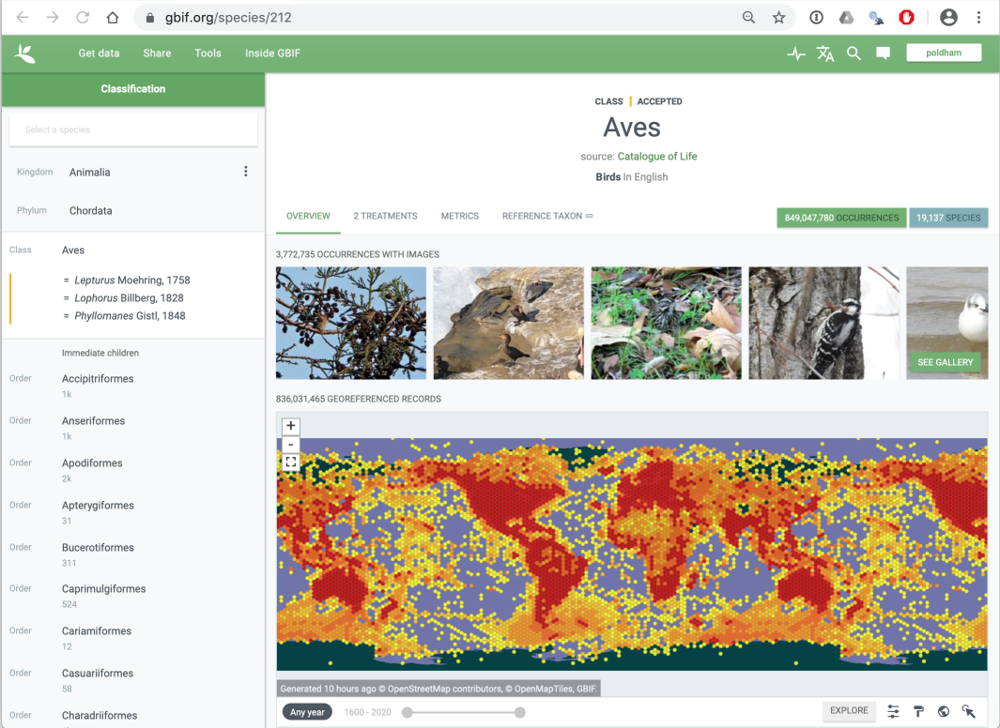 gbif.org/species/212
Get data Share Tools Inside GBIF
poldham
Classification
Select a species
Kingdom Animalia
Phylum Chordata
Class Aves
= Lepturus Moehring, 1758
= Lophorus Billberg, 1828
= Phyllomanes Gistl, 1848
Immediate children
Order Accipitriformes
1k
Order Anseriformes
1k
Order Apodiformes
2k
Order Apterygiformes
31
Order Bucerotiformes
311
Order Caprimulgiformes
524
Order Cariamiformes
12
Order Casuariiformes
58
Order Charadriiformes
CLASS | ACCEPTED
Aves
source: Catalogue of Life
Birds In English
OVERVIEW 2 TREATMENTS METRICS REFERENCE TAXON
849,047,780 OCCURRENCES 19,137 SPECIES
3,772,735 OCCURRENCES WITH IMAGES
SEE GALLERY
836,031,465 GEOREFERENCED RECORDS
+
-
Generated 10 hours ago © OpenStreetMap contributors, © OpenMapTiles, GBIF.
Any year 1600 - 2020 EXPLORE